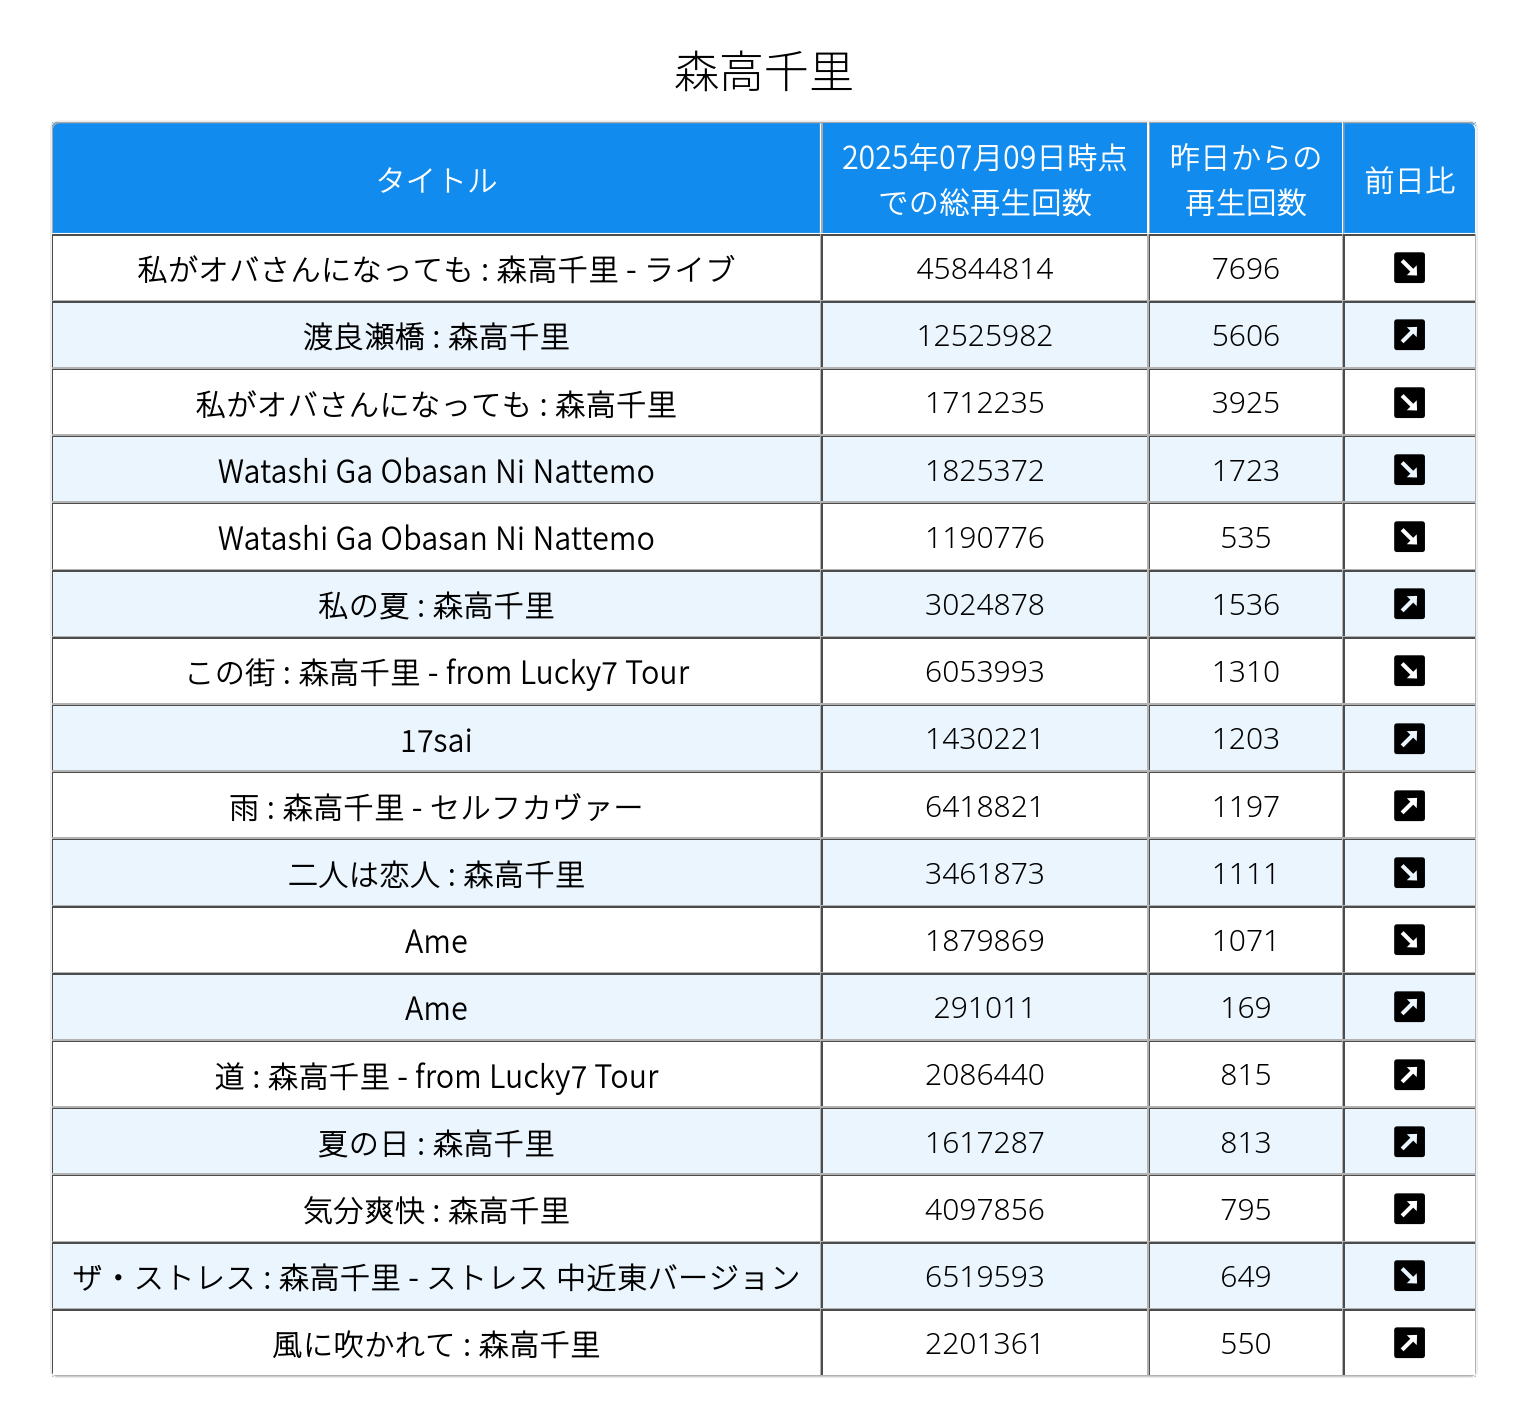 森高千里
タイトル
2025年07月09日時点
での総再生回数
昨日からの
再生回数
前日比
私がオバさんになっても : 森高千里 - ライブ 45844814 7696 ↘
渡良瀬橋 : 森高千里 12525982 5606 ↗
私がオバさんになっても : 森高千里 1712235 3925 ↘
Watashi Ga Obasan Ni Nattemo 1825372 1723 ↘
Watashi Ga Obasan Ni Nattemo 1190776 535 ↘
私の夏 : 森高千里 3024878 1536 ↗
この街 : 森高千里 - from Lucky7 Tour 6053993 1310 ↘
17sai 1430221 1203 ↗
雨 : 森高千里 - セルフカヴァー 6418821 1197 ↗
二人は恋人 : 森高千里 3461873 1111 ↘
Ame 1879869 1071 ↘
Ame 291011 169 ↗
道 : 森高千里 - from Lucky7 Tour 2086440 815 ↗
夏の日 : 森高千里 1617287 813 ↗
気分爽快 : 森高千里 4097856 795 ↗
ザ・ストレス : 森高千里 - ストレス 中近東バージョン 6519593 649 ↘
風に吹かれて : 森高千里 2201361 550 ↗